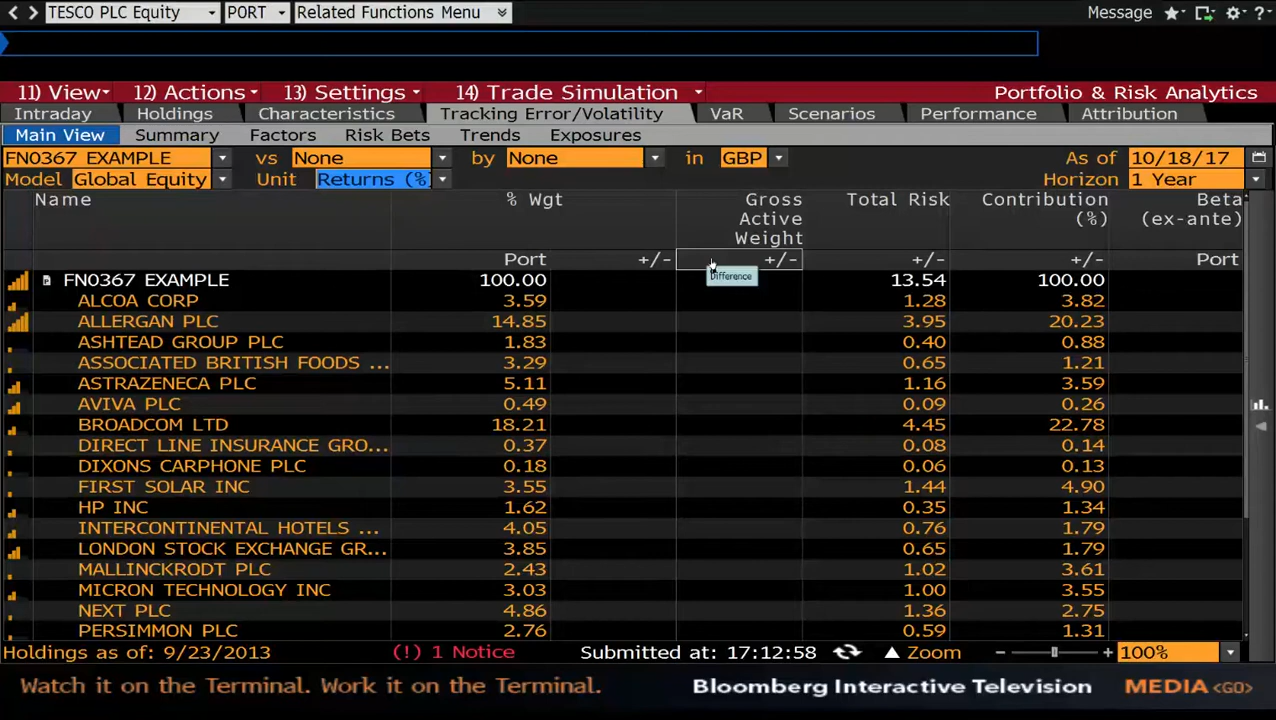 TESCO PLC Equity PORT Related Functions Menu Message
11) View 12) Actions 13) Settings 14) Trade Simulation Portfolio & Risk Analytics
Intraday Holdings Characteristics Tracking Error/Volatility VaR Scenarios Performance Attribution
Main View Summary Factors Risk Bets Trends Exposures
FN0367 EXAMPLE vs None by None in GBP As of 10/18/17
Model Global Equity Unit Returns (% Horizon 1 Year
Name % Wgt Gross Active Weight Total Risk Contribution (%) Beta (ex-ante)
Port +/- +/- +/- +/- Port
Difference
FN0367 EXAMPLE 100.00 13.54 100.00
ALCOA CORP 3.59 1.28 3.82
ALLERGAN PLC 14.85 3.95 20.23
ASHTEAD GROUP PLC 1.83 0.40 0.88
ASSOCIATED BRITISH FOODS ... 3.29 0.65 1.21
ASTRAZENECA PLC 5.11 1.16 3.59
AVIVA PLC 0.49 0.09 0.26
BROADCOM LTD 18.21 4.45 22.78
DIRECT LINE INSURANCE GRO... 0.37 0.08 0.14
DIXONS CARPHONE PLC 0.18 0.06 0.13
FIRST SOLAR INC 3.55 1.44 4.90
HP INC 1.62 0.35 1.34
INTERCONTINENTAL HOTELS ... 4.05 0.76 1.79
LONDON STOCK EXCHANGE GR... 3.85 0.65 1.79
MALLINCKRODT PLC 2.43 1.02 3.61
MICRON TECHNOLOGY INC 3.03 1.00 3.55
NEXT PLC 4.86 1.36 2.75
PERSIMMON PLC 2.76 0.59 1.31
Holdings as of: 9/23/2013 (!) 1 Notice Submitted at: 17:12:58 Zoom − + 100%
Watch it on the Terminal. Work it on the Terminal. Bloomberg Interactive Television MEDIA <GO>